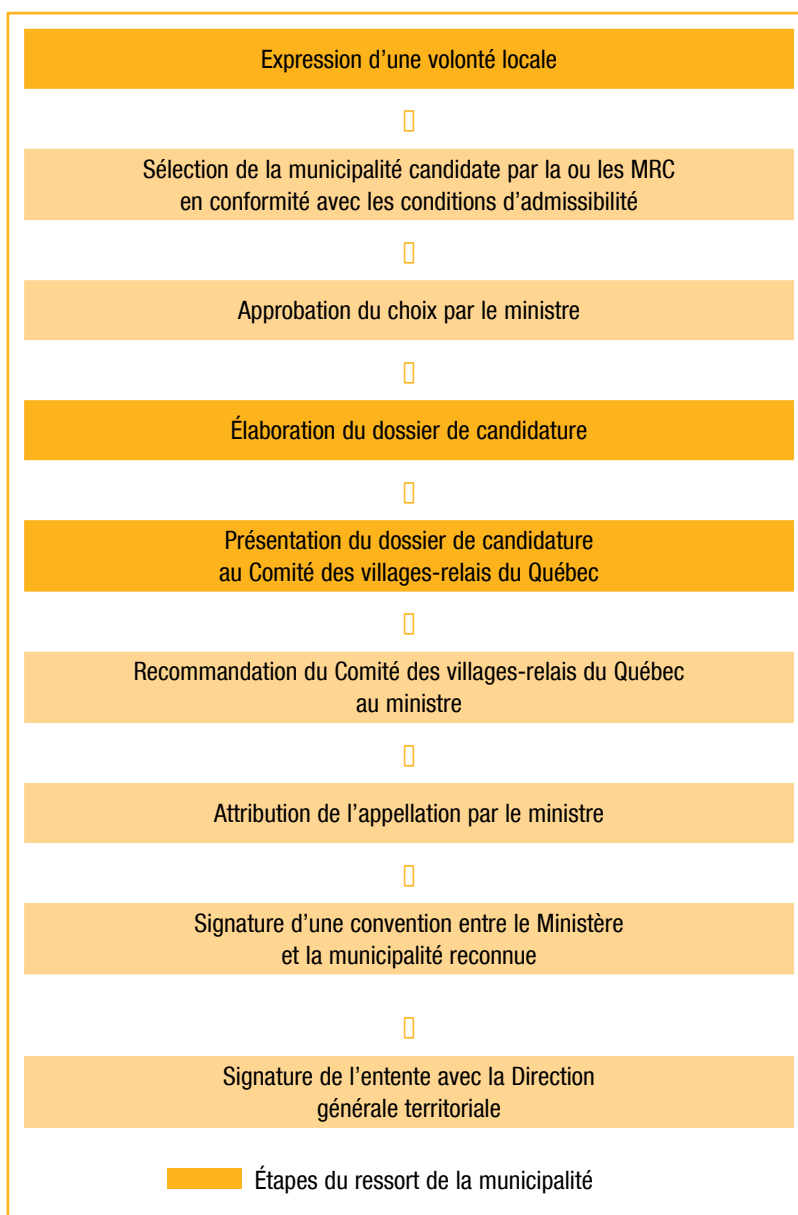 Expression d’une volonté locale
Sélection de la municipalité candidate par la ou les MRC
en conformité avec les conditions d’admissibilité
Approbation du choix par le ministre
Élaboration du dossier de candidature
Présentation du dossier de candidature
au Comité des villages-relais du Québec
Recommandation du Comité des villages-relais du Québec
au ministre
Attribution de l’appellation par le ministre
Signature d’une convention entre le Ministère
et la municipalité reconnue
Signature de l’entente avec la Direction
générale territoriale
Étapes du ressort de la municipalité